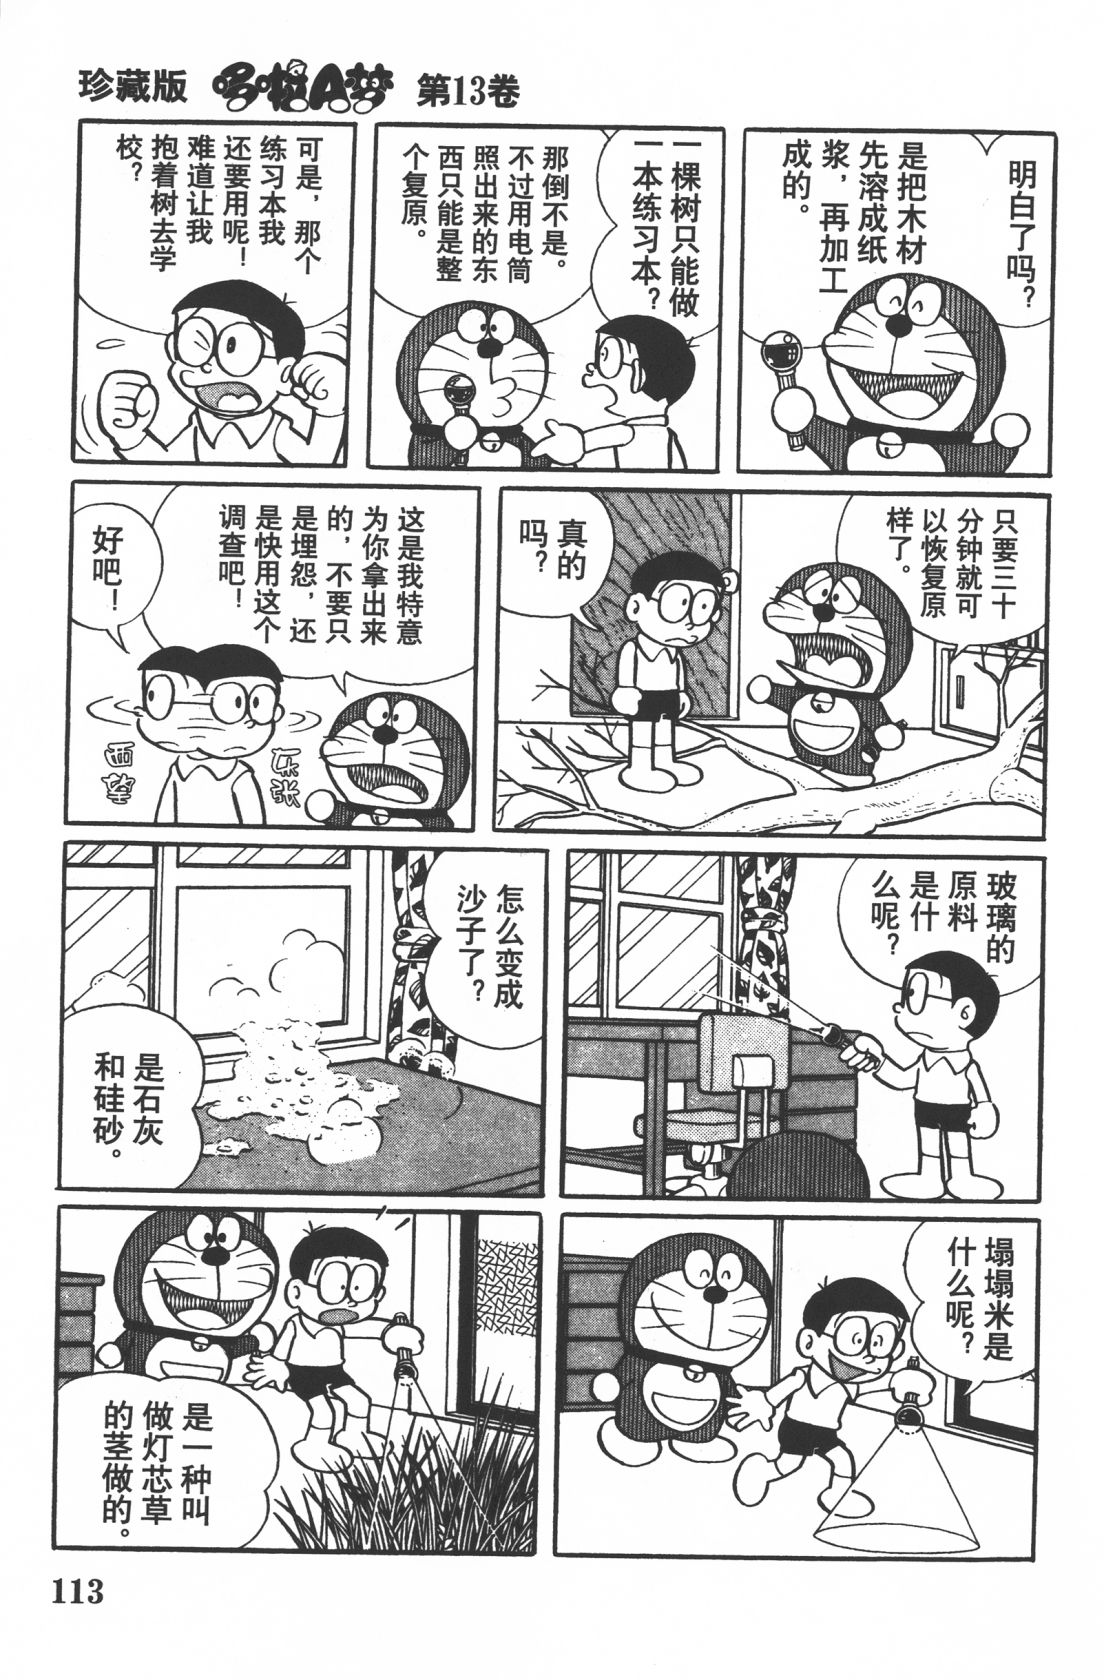 珍藏版 哆啦A梦 第13卷
明白了吗?
是把木材
先溶成纸
浆,再加工
成的。
一棵树只能做
一本练习本?
那倒不是。
不过用电筒
照出来的东
西只能是整
个复原。
可是,那个
练习本我
还要用呢!
难道让我
抱着树去学
校?
只要三十
分钟就可
以恢复原
样了。
真的
吗?
这是我特意
为你拿出来
的,不要只
是埋怨,还
是快用这个
调查吧!
好吧!
东张
西望
玻璃的
原料
是什
么呢?
怎么变成
沙子了?
是石灰
和硅砂。
塌塌米是
什么呢?
是一种叫
做灯芯草
的茎做的。
113